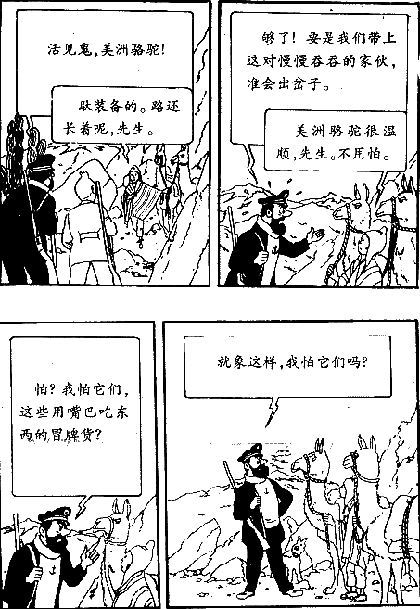 活见鬼，美洲骆驼！
驮装备的。路还
长着呢，先生。
够了！要是我们带上
这对慢慢吞吞的家伙，
准会出岔子。
美洲骆驼很温
顺，先生。不用怕。
怕？我怕它们，
这些用嘴巴吃东
西的冒牌货？
就象这样，我怕它们吗？